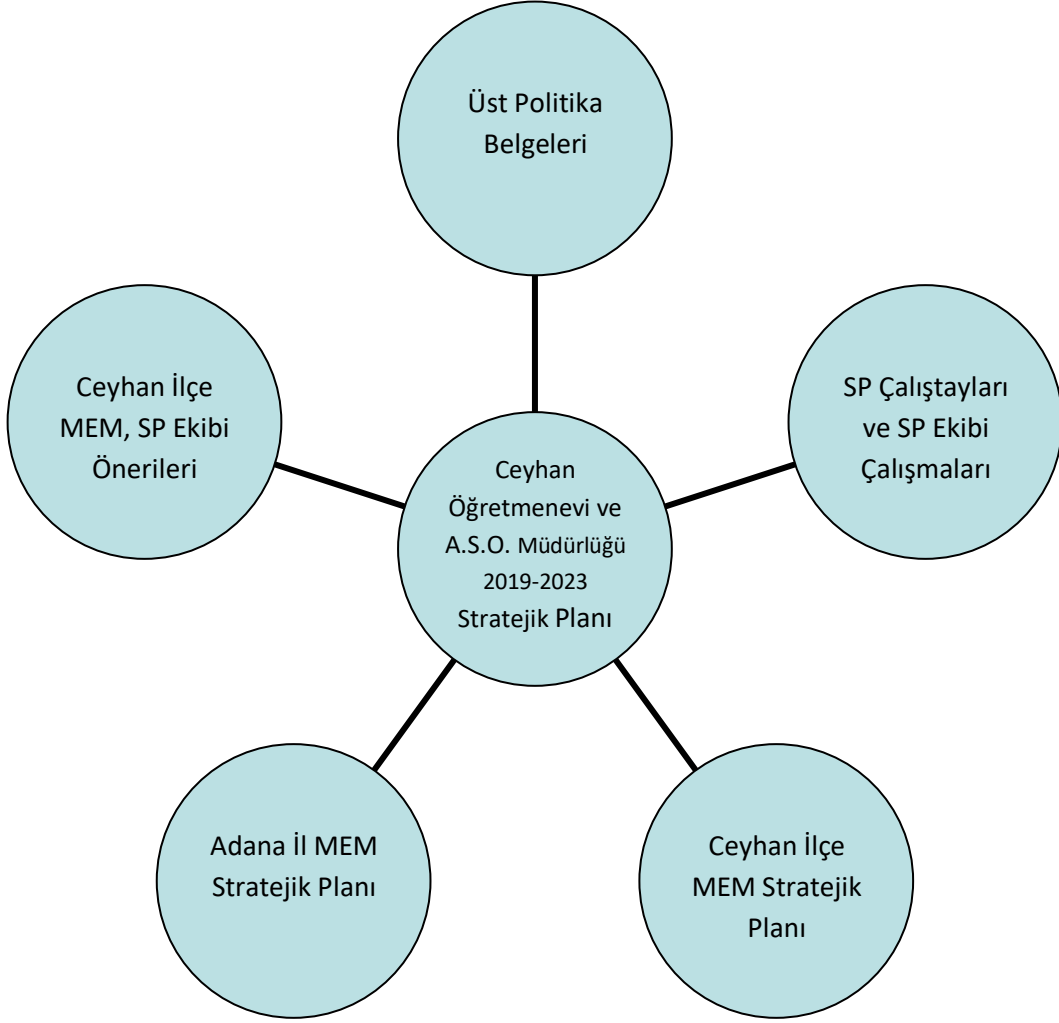 Üst Politika
Belgeleri
Ceyhan İlçe
MEM, SP Ekibi
Önerileri
SP Çalıştayları
ve SP Ekibi
Çalışmaları
Ceyhan
Öğretmenevi ve
A.S.O. Müdürlüğü
2019-2023
Stratejik Planı
Adana İl MEM
Stratejik Planı
Ceyhan İlçe
MEM Stratejik
Planı